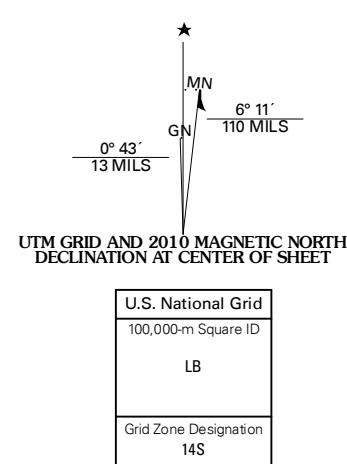 MN
6° 11´
110 MILS
GN
0° 43´
13 MILS
UTM GRID AND 2010 MAGNETIC NORTH
DECLINATION AT CENTER OF SHEET
U.S. National Grid
100,000-m Square ID
LB
Grid Zone Designation
14S